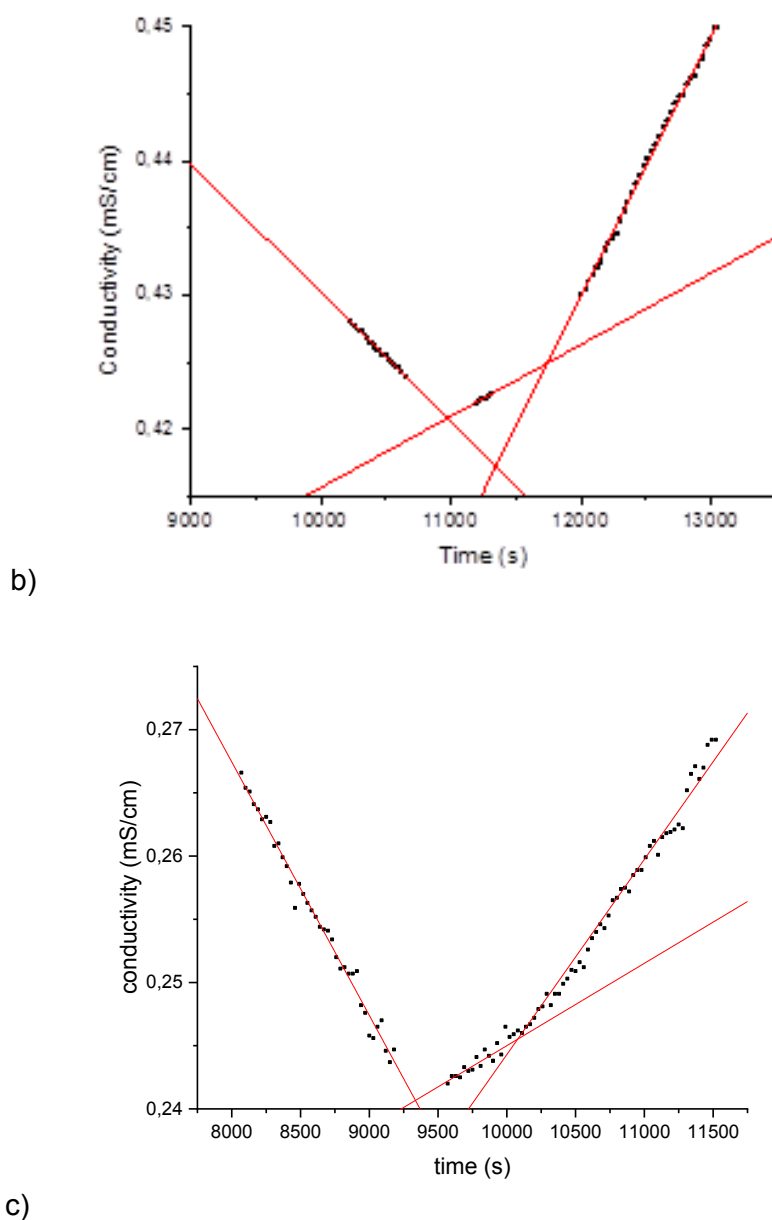 0,45
0,44
0,43
0,42
Conductivity (mS/cm)
9000 10000 11000 12000 13000
Time (s)
b)
0,27
0,26
0,25
0,24
conductivity (mS/cm)
8000 8500 9000 9500 10000 10500 11000 11500
time (s)
c)